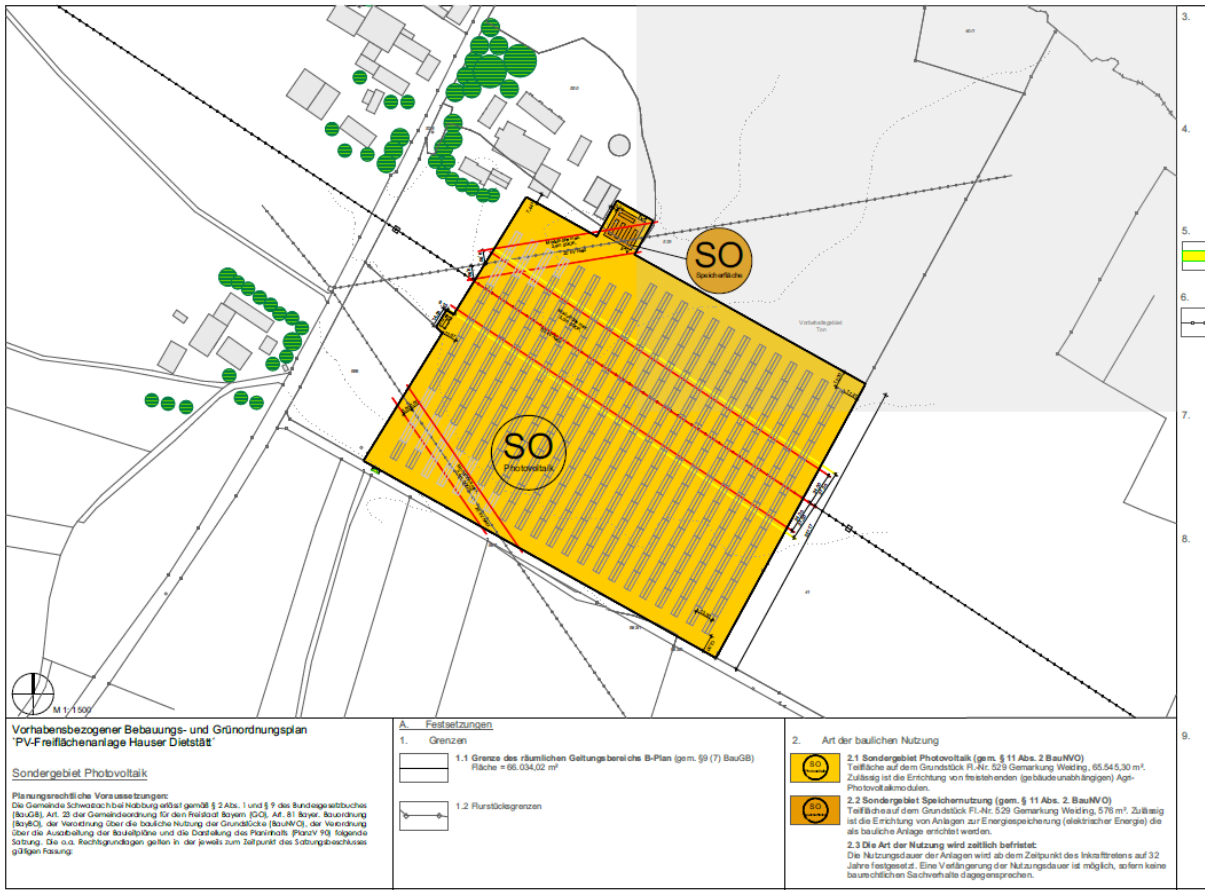 3.
4.
5.
6.
7.
8.
9.
SO
Speicherfläche
Vorbehaltsgebiet
Ton
SO
Photovoltaik
M 1: 1500
Vorhabensbezogener Bebauungs- und Grünordnungsplan
'PV-Freiflächenanlage Hauser Dietstätt'
Sondergebiet Photovoltaik
Planungsrechtliche Voraussetzungen:
Die Gemeinde Schwarzach bei Nabburg erlässt gemäß § 2 Abs. 1 und § 9 des Bundesgesetzbuches
(BauGB), Art. 23 der Gemeindeordnung für den Freistaat Bayern (GO), Art. 81 Bayer. Bauordnung
(BayBO), der Verordnung über die bauliche Nutzung der Grundstücke (BauNVO), der Verordnung
über die Ausarbeitung der Bauleitpläne und die Darstellung des Planinhalts (PlanzV 90) folgende
Satzung. Die o.a. Rechtsgrundlagen gelten in der jeweils zum Zeitpunkt des Satzungsbeschlusses
gültigen Fassung:
A. Festsetzungen
1. Grenzen
1.1 Grenze des räumlichen Geltungsbereichs B-Plan (gem. §9 (7) BauGB)
Fläche = 66.034,02 m²
1.2 Flurstücksgrenzen
2. Art der baulichen Nutzung
SO
2.1 Sondergebiet Photovoltaik (gem. § 11 Abs. 2 BauNVO)
Teilfläche auf dem Grundstück Fl.-Nr. 529 Gemarkung Weiding, 65.545,30 m².
Zulässig ist die Errichtung von freistehenden (gebäudeunabhängigen) Agri-
Photovoltaikmodulen.
SO
2.2 Sondergebiet Speichernutzung (gem. § 11 Abs. 2. BauNVO)
Teilfläche auf dem Grundstück Fl.-Nr. 529 Gemarkung Weiding, 576 m². Zulässig
ist die Errichtung von Anlagen zur Energiespeicherung (elektrischer Energie) die
als bauliche Anlage errichtet werden.
2.3 Die Art der Nutzung wird zeitlich befristet:
Die Nutzungsdauer der Anlagen wird ab dem Zeitpunkt des Inkrafttretens auf 32
Jahre festgesetzt. Eine Verlängerung der Nutzungsdauer ist möglich, sofern keine
baurechtlichen Sachverhalte dagegensprechen.